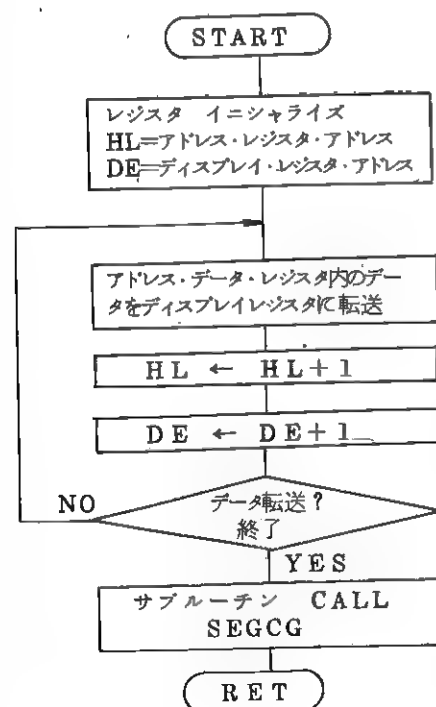 START
レジスタ イニシャライズ
HL=アドレス・レジスタ・アドレス
DE=ディスプレイ・レジスタ・アドレス
アドレス・データ・レジスタ内のデー
タをディスプレイレジスタに転送
HL ← HL+1
DE ← DE+1
NO
データ転送?
終了
YES
サブルーチン CALL
SEGCG
RET